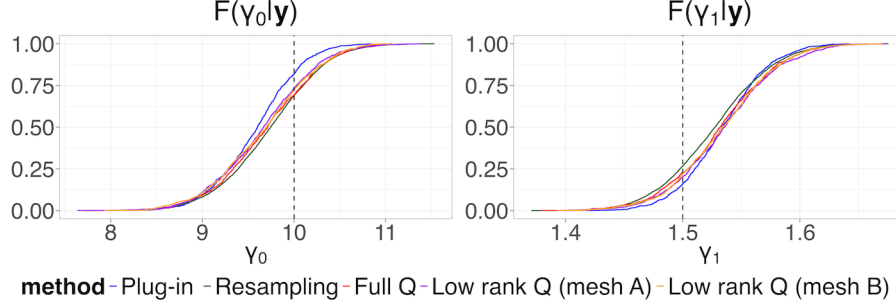 F(γ₀|y) F(γ₁|y)
1.00 1.00
0.75 0.75
0.50 0.50
0.25 0.25
0.00 0.00
8 9 10 11 1.4 1.5 1.6
γ₀ γ₁
method Plug-in Resampling Full Q Low rank Q (mesh A) Low rank Q (mesh B)